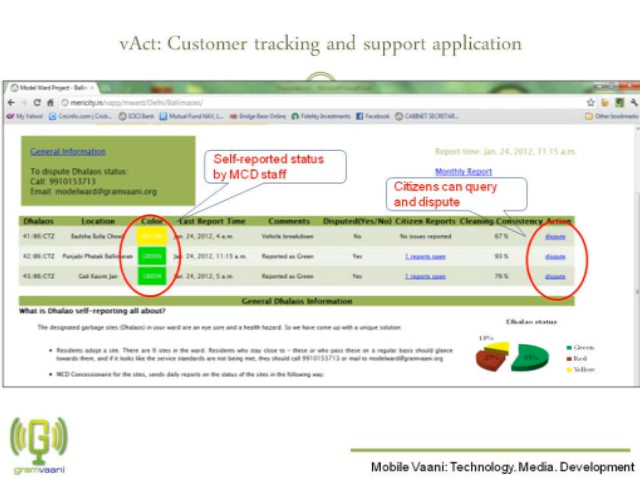 vAct: Customer tracking and support application
Model Ward Project - Balli
mericity.in/vapp/mward/Delhi/Ballimaran/
My Yahoo! Cricinfo.com | Crick... ICICI Bank Mutual Fund NAV, L... Bridge Base Online Fidelity Investments Facebook CABINET SECRETAR... Other bookmarks
General Information
To dispute Dhalaos status:
Call: 9910153713
Email: modelward@gramvaani.org
Self-reported status
by MCD staff
Report time: Jan. 24, 2012, 11.15 a.m.
Monthly Report
Citizens can query
and dispute
Dhalaos Location Color Last Report Time Comments Disputed(Yes/No) Citizen Reports Cleaning Consistency Action
41/86/CTZ Badsha Bulla Chowk Jan. 24, 2012, 4 a.m. Vehicle breakdown No No issues reported 67 % dispute
42/86/CTZ Punjabi Phatak Ballimaran GREEN Jan. 24, 2012, 11.15 a.m. Reported as Green Yes 1 reports open 93 % dispute
43/86/CTZ Gali Kasim Jan GREEN Jan. 24, 2012, 5 a.m. Reported as Green Yes 1 reports open 76 % dispute
General Dhalaos Information
What is Dhalao self-reporting all about?
The designated garbage sites (Dhalaos) in your ward are an eye sore and a health hazard. So we have come up with a unique solution:
Residents adopt a site. There are 6 sites in the ward. Residents who stay close to - these or who pass these on a regular basis should glance
towards them, and if it looks like the service standards are not being met, they should call 9910153713 or mail to modelward@gramvaani.org
MCD Concessionaire for the sites, sends daily reports on the status of the sites in the following way:
Dhalao status
Green
Red
Yellow
gramvaani
Mobile Vaani: Technology. Media. Development